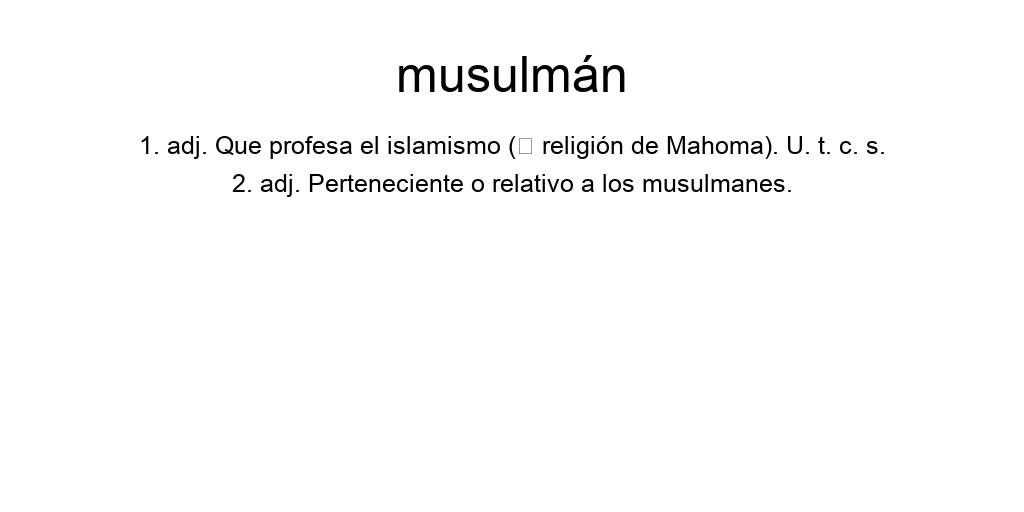 musulmán
1. adj. Que profesa el islamismo (□ religión de Mahoma). U. t. c. s.
2. adj. Perteneciente o relativo a los musulmanes.